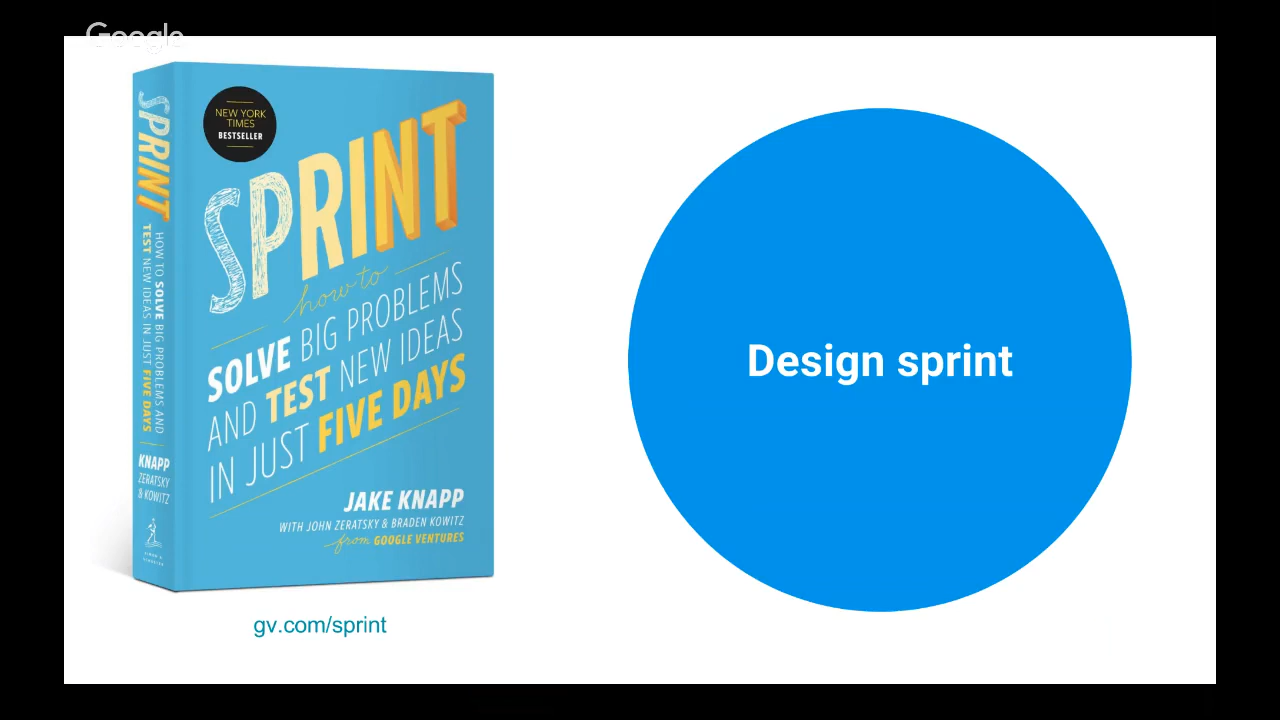 Google
NEW YORK
TIMES
BESTSELLER
SPRINT
how to
SOLVE BIG PROBLEMS
AND TEST NEW IDEAS
IN JUST FIVE DAYS
JAKE KNAPP
WITH JOHN ZERATSKY & BRADEN KOWITZ
from GOOGLE VENTURES
SPRINT
HOW TO SOLVE BIG PROBLEMS AND
TEST NEW IDEAS IN JUST FIVE DAYS
KNAPP
ZERATSKY
& KOWITZ
gv.com/sprint
Design sprint